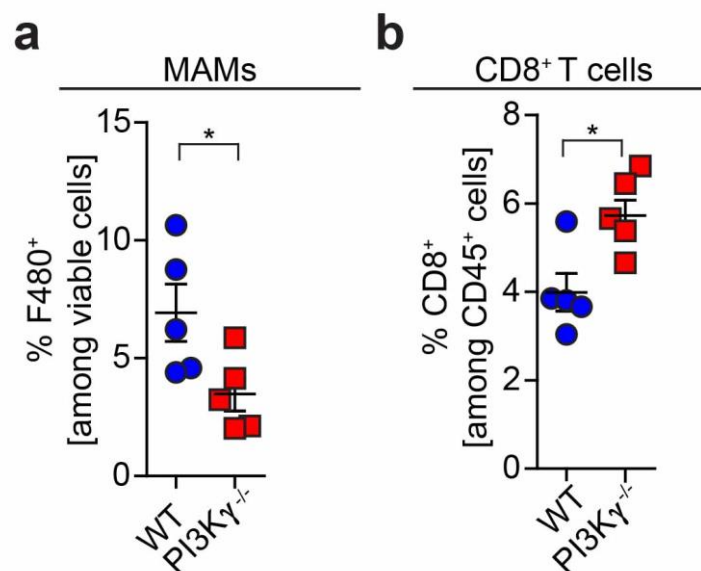 a
MAMs
15
10
5
0
% F480⁺
[among viable cells]
*
WT
PI3Kγ⁻/⁻
b
CD8⁺ T cells
8
6
4
2
0
% CD8⁺
[among CD45⁺ cells]
*
WT
PI3Kγ⁻/⁻